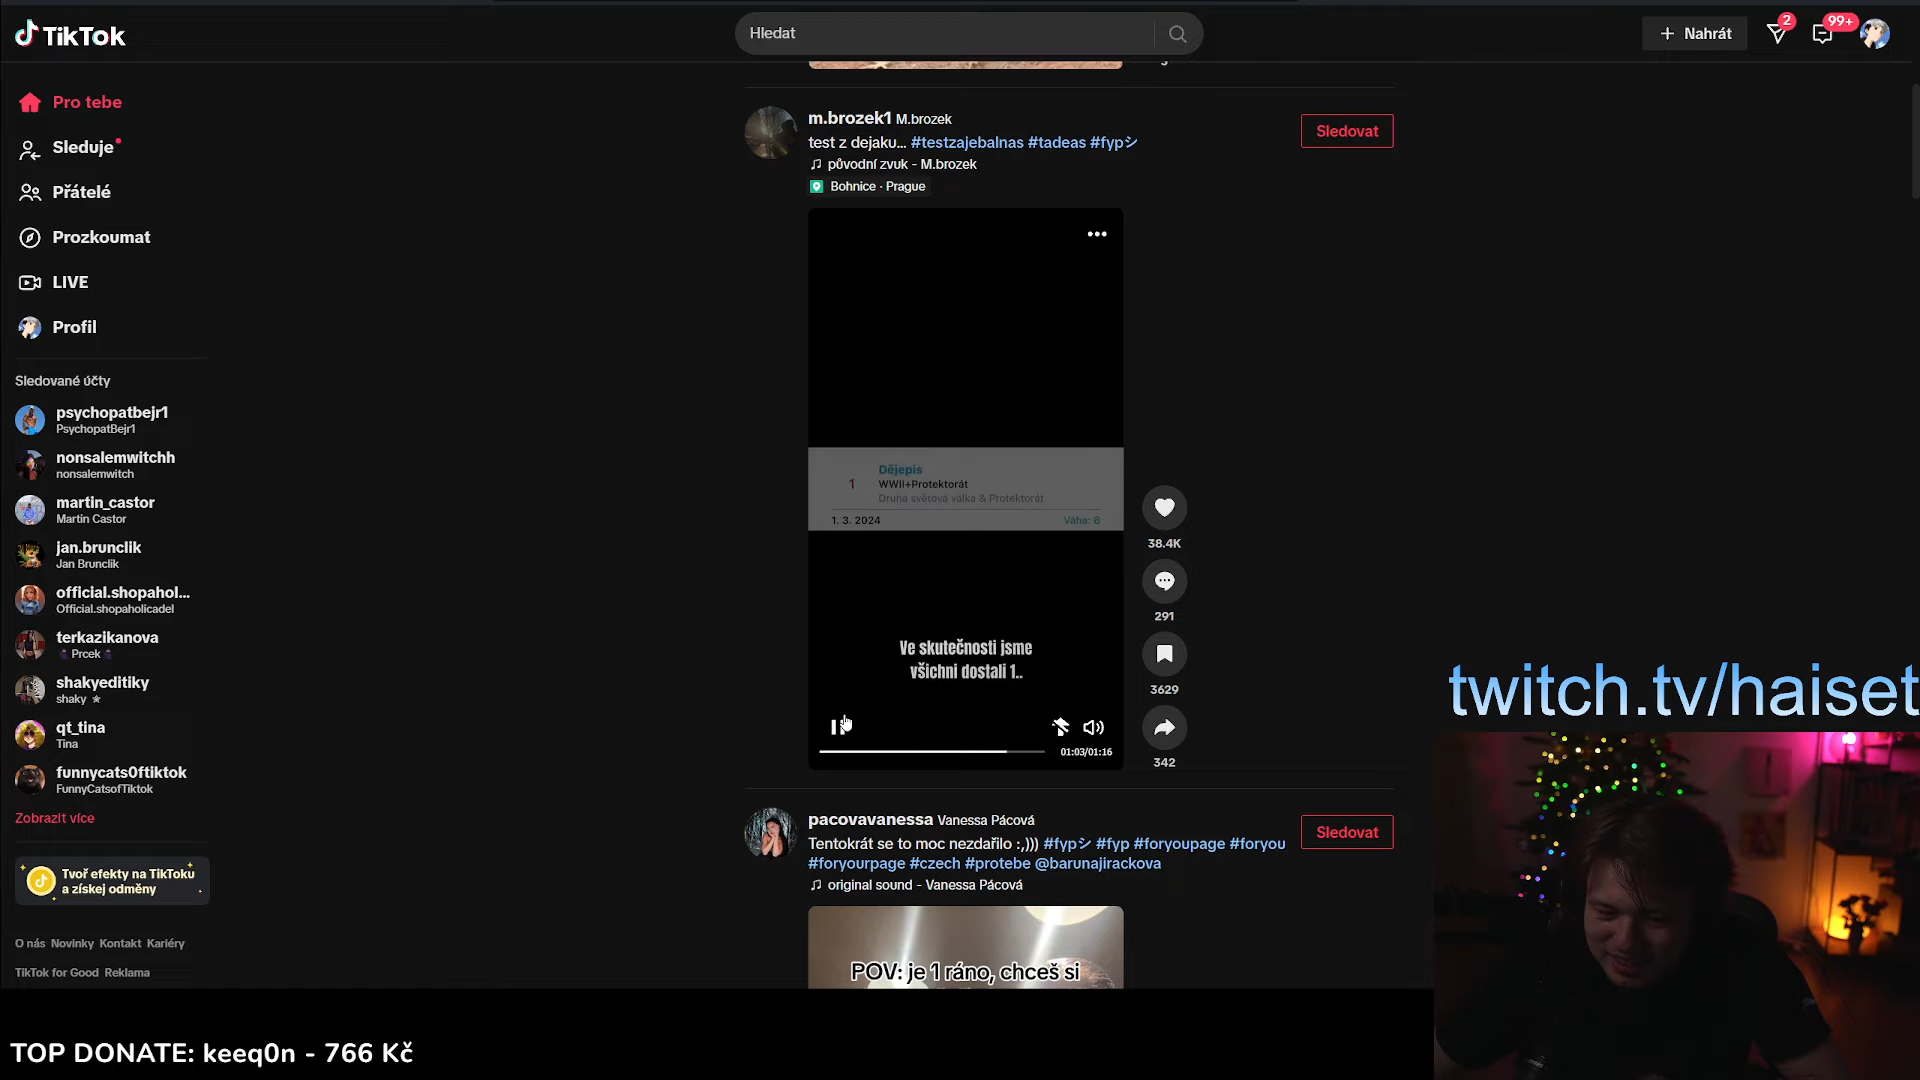 TikTok
Hledat
Nahrát
2
99+
Pro tebe
Sleduje
Přátelé
Prozkoumat
LIVE
Profil
Sledované účty
psychopatbejr1
PsychopatBejr1
nonsalemwitchh
nonsalemwitch
martin_castor
Martin Castor
jan.brunclik
Jan Brunclik
official.shopahol...
Official.shopaholicadel
terkazikanova
Prcek
shakyeditiky
shaky ★
qt_tina
Tina
funnycats0ftiktok
FunnyCatsofTiktok
Zobrazit více
Tvoř efekty na TikToku
a získej odměny
O nás Novinky Kontakt Kariéry
TikTok for Good Reklama
m.brozek1 M.brozek
Sledovat
test z dejaku... #testzajebalnas #tadeas #fypシ
původní zvuk - M.brozek
Bohnice · Prague
Dějepis
1 WWII+Protektorát
Druhá světová válka & Protektorát
1. 3. 2024 Váha: 6
Ve skutečnosti jsme
všichni dostali 1..
01:03/01:16
38.4K
291
3629
342
pacovavanessa Vanessa Pácová
Sledovat
Tentokrát se to moc nezdařilo :,))) #fypシ #fyp #foryoupage #foryou
#foryourpage #czech #protebe @barunajirackova
original sound - Vanessa Pácová
POV: je 1 ráno, chceš si
twitch.tv/haiset
TOP DONATE: keeq0n - 766 Kč